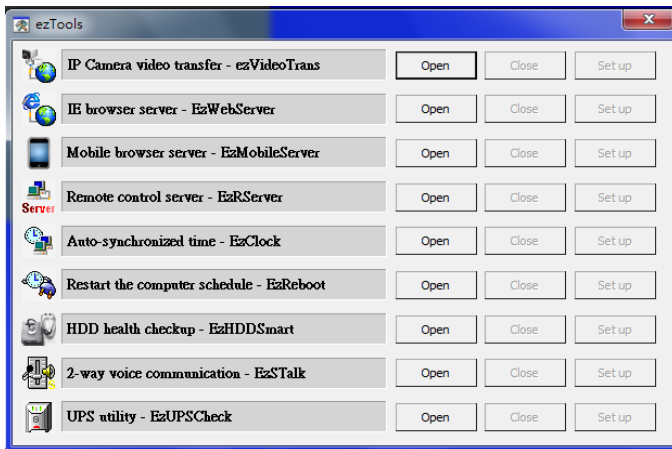 ezTools
IP Camera video transfer - ezVideoTrans Open Close Set up
IE browser server - EzWebServer Open Close Set up
Mobile browser server - EzMobileServer Open Close Set up
Server Remote control server - EzRServer Open Close Set up
Auto-synchronized time - EzClock Open Close Set up
Restart the computer schedule - EzReboot Open Close Set up
HDD health checkup - EzHDDSmart Open Close Set up
2-way voice communication - EzSTalk Open Close Set up
UPS utility - EzUPSCheck Open Close Set up